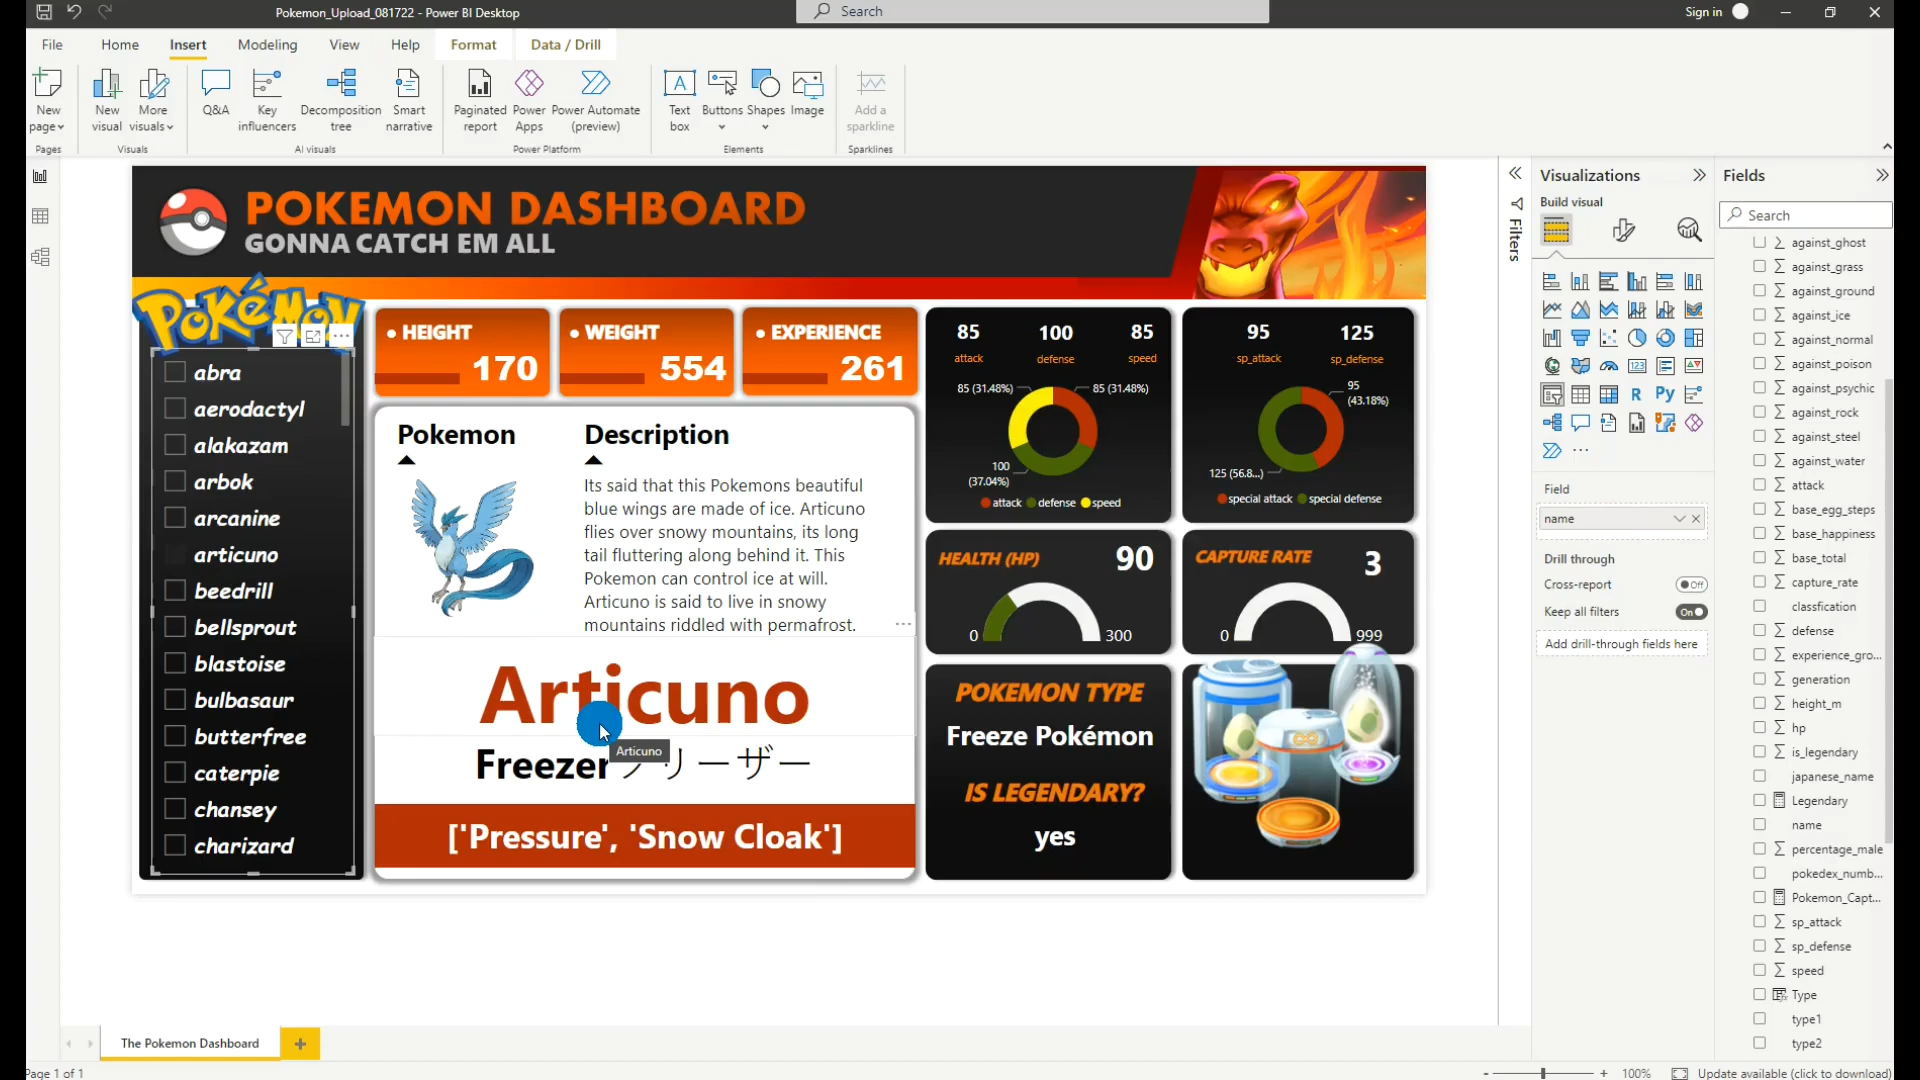 Pokemon_Upload_081722 - Power BI Desktop
Search
Sign in
File
Home
Insert
Modeling
View
Help
Format
Data / Drill
New page
New visual
More visuals
Q&A
Key influencers
Decomposition tree
Smart narrative
Paginated report
Power Apps
Power Automate (preview)
Text box
Buttons
Shapes
Image
Add a sparkline
Pages
Visuals
AI visuals
Power Platform
Elements
Sparklines
POKEMON DASHBOARD
GONNA CATCH EM ALL
Pokémon
abra
aerodactyl
alakazam
arbok
arcanine
articuno
beedrill
bellsprout
blastoise
bulbasaur
butterfree
caterpie
chansey
charizard
• HEIGHT
170
• WEIGHT
554
• EXPERIENCE
261
Pokemon
Description
Its said that this Pokemons beautiful
blue wings are made of ice. Articuno
flies over snowy mountains, its long
tail fluttering along behind it. This
Pokemon can control ice at will.
Articuno is said to live in snowy
mountains riddled with permafrost.
Articuno
Articuno
Freezerフリーザー
['Pressure', 'Snow Cloak']
85 100 85
attack defense speed
85 (31.48%)
85 (31.48%)
100
(37.04%)
attack defense speed
95 125
sp_attack sp_defense
95
(43.18%)
125 (56.8...)
special attack special defense
HEALTH (HP)
90
0 300
CAPTURE RATE
3
0 999
POKEMON TYPE
Freeze Pokémon
IS LEGENDARY?
yes
Filters
Visualizations
Build visual
R
Py
123
Field
name
Drill through
Cross-report
Off
Keep all filters
On
Add drill-through fields here
Fields
Search
against_ghost
against_grass
against_ground
against_ice
against_normal
against_poison
against_psychic
against_rock
against_steel
against_water
attack
base_egg_steps
base_happiness
base_total
capture_rate
classfication
defense
experience_gro...
generation
height_m
hp
is_legendary
japanese_name
Legendary
name
percentage_male
pokedex_numb...
Pokemon_Capt...
sp_attack
sp_defense
speed
Type
type1
type2
The Pokemon Dashboard
Page 1 of 1
- + 100%
Update available (click to download)